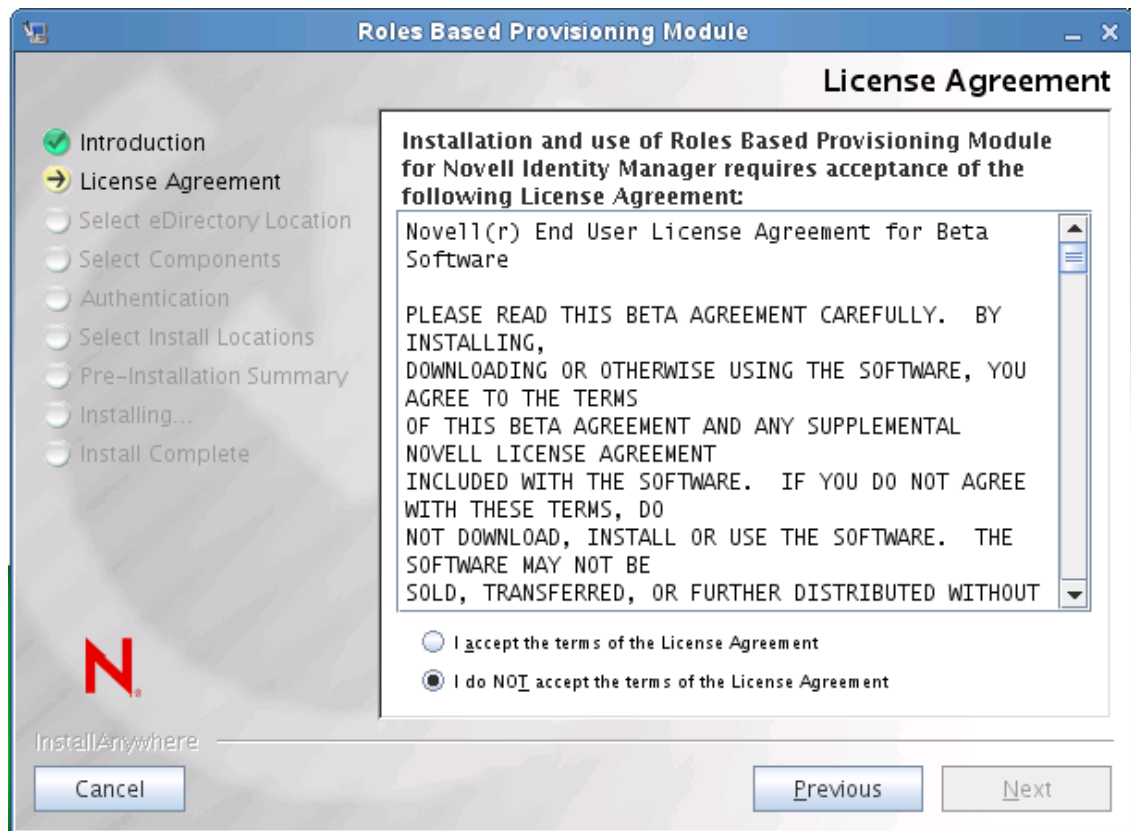 Roles Based Provisioning Module
License Agreement
Introduction
License Agreement
Select eDirectory Location
Select Components
Authentication
Select Install Locations
Pre-Installation Summary
Installing...
Install Complete
Installation and use of Roles Based Provisioning Module
for Novell Identity Manager requires acceptance of the
following License Agreement:
Novell(r) End User License Agreement for Beta
Software
PLEASE READ THIS BETA AGREEMENT CAREFULLY.  BY
INSTALLING,
DOWNLOADING OR OTHERWISE USING THE SOFTWARE, YOU
AGREE TO THE TERMS
OF THIS BETA AGREEMENT AND ANY SUPPLEMENTAL
NOVELL LICENSE AGREEMENT
INCLUDED WITH THE SOFTWARE.  IF YOU DO NOT AGREE
WITH THESE TERMS, DO
NOT DOWNLOAD, INSTALL OR USE THE SOFTWARE.  THE
SOFTWARE MAY NOT BE
SOLD, TRANSFERRED, OR FURTHER DISTRIBUTED WITHOUT
I accept the terms of the License Agreement
I do NOT accept the terms of the License Agreement
N
InstallAnywhere
Cancel
Previous
Next